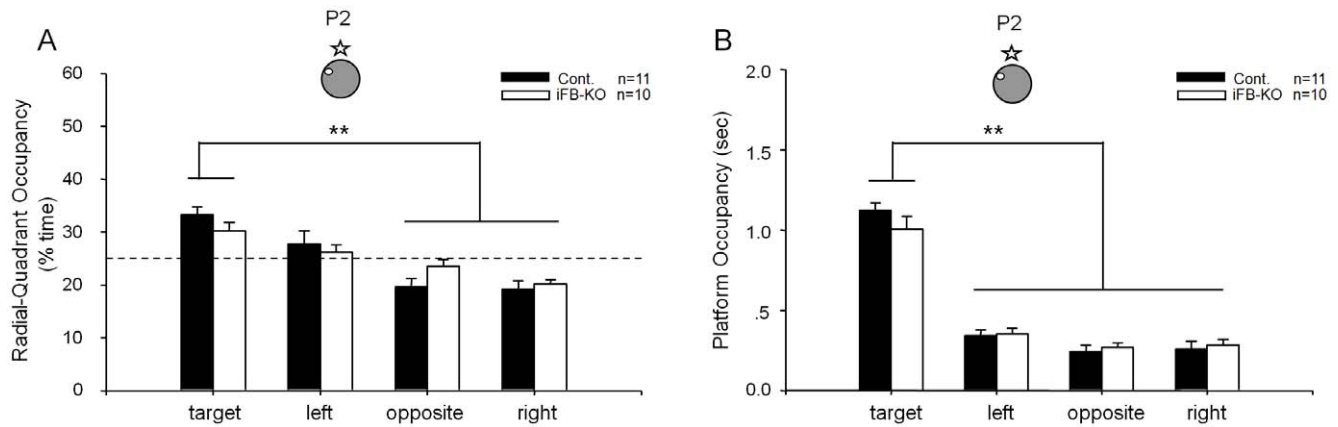 A
P2
Radial-Quadrant Occupancy
(% time)
60
50
40
30
20
10
0
Cont. n=11
iFB-KO n=10
**
target left opposite right
B
P2
Platform Occupancy (sec)
2.0
1.5
1.0
.5
0.0
Cont. n=11
iFB-KO n=10
**
target left opposite right